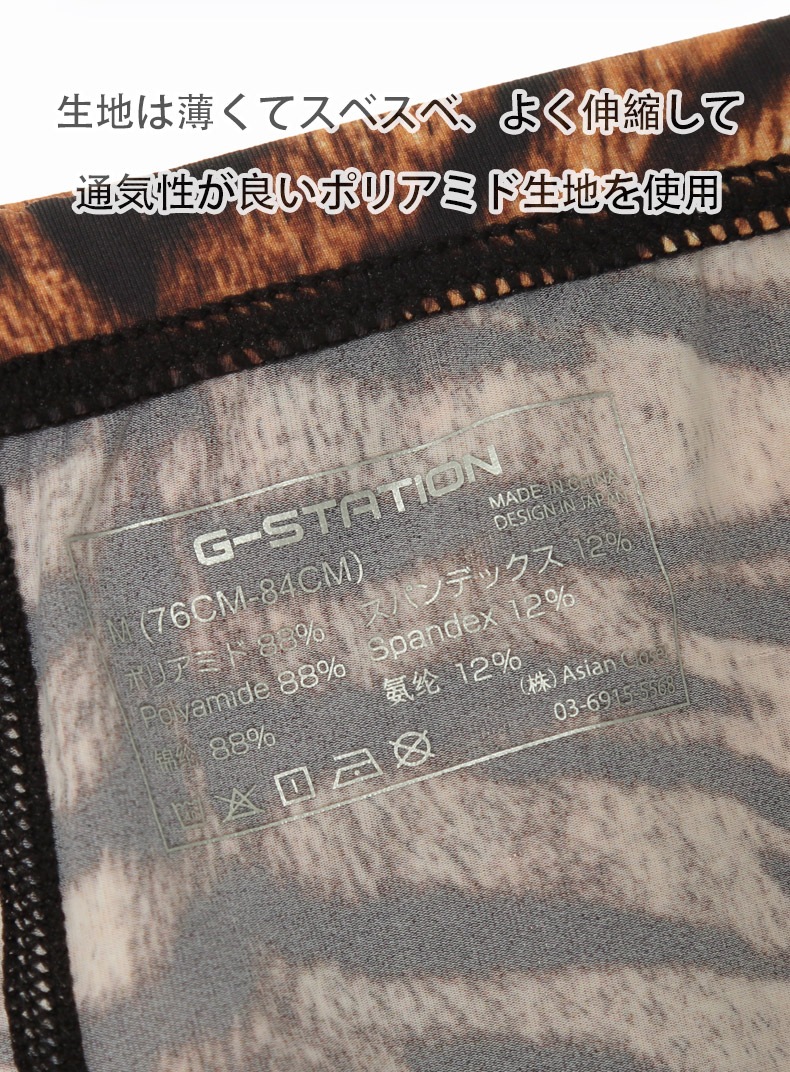 生地は薄くてスベスベ、よく伸縮して
通気性が良いポリアミド生地を使用
G-STATION
MADE IN CHINA
DESIGN IN JAPAN
M (76CM-84CM)
ポリアミド 88% スパンデックス 12%
Polyamide 88% Spandex 12%
锦纶 88% 氨纶 12%
(株) Asian
03-6915-5568